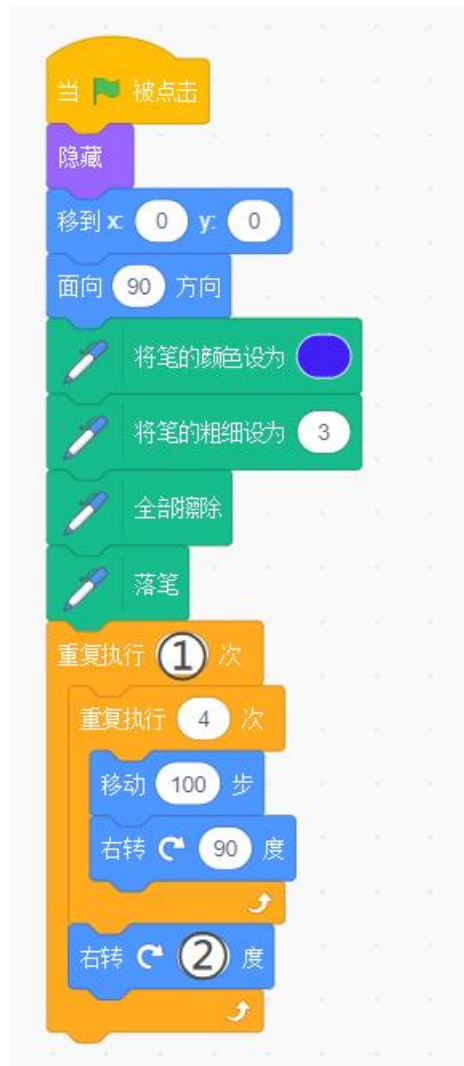 当 被点击
隐藏
移到 x: 0 y: 0
面向 90 方向
将笔的颜色设为
将笔的粗细设为 3
全部擦除
落笔
重复执行 ① 次
重复执行 4 次
移动 100 步
右转 90 度
右转 ② 度